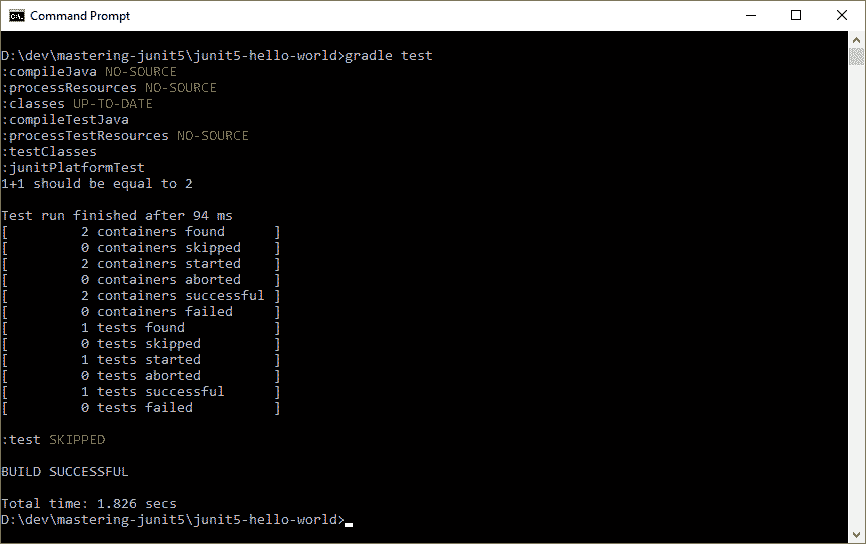 Command Prompt
D:\dev\mastering-junit5\junit5-hello-world>gradle test
:compileJava NO-SOURCE
:processResources NO-SOURCE
:classes UP-TO-DATE
:compileTestJava
:processTestResources NO-SOURCE
:testClasses
:junitPlatformTest
1+1 should be equal to 2
Test run finished after 94 ms
[         2 containers found      ]
[         0 containers skipped    ]
[         2 containers started    ]
[         0 containers aborted    ]
[         2 containers successful ]
[         0 containers failed     ]
[         1 tests found           ]
[         0 tests skipped         ]
[         1 tests started         ]
[         0 tests aborted         ]
[         1 tests successful      ]
[         0 tests failed          ]
:test SKIPPED
BUILD SUCCESSFUL
Total time: 1.826 secs
D:\dev\mastering-junit5\junit5-hello-world>